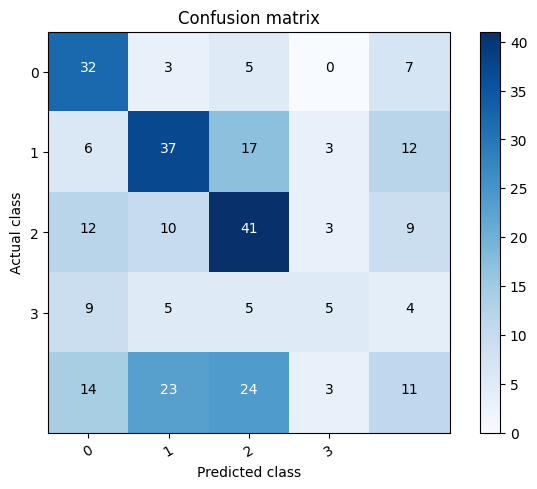 Confusion matrix
0 32 3 5 0 7
1 6 37 17 3 12
2 12 10 41 3 9
3 9 5 5 5 4
14 23 24 3 11
0 1 2 3
Predicted class
Actual class
40
35
30
25
20
15
10
5
0